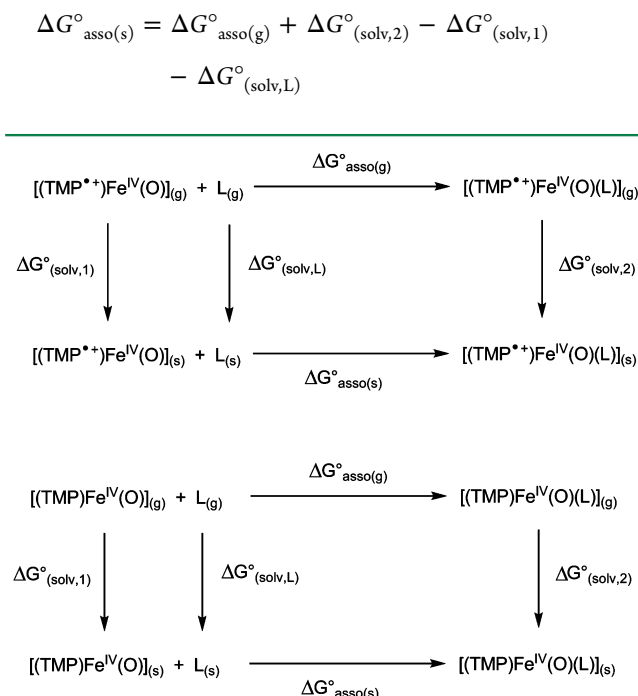 ΔG°asso(s) = ΔG°asso(g) + ΔG°(solv,2) − ΔG°(solv,1)
− ΔG°(solv,L)
ΔG°asso(g)
[(TMP•+)FeIV(O)](g) + L(g) [(TMP•+)FeIV(O)(L)](g)
ΔG°(solv,1) ΔG°(solv,L) ΔG°(solv,2)
[(TMP•+)FeIV(O)](s) + L(s) [(TMP•+)FeIV(O)(L)](s)
ΔG°asso(s)
ΔG°asso(g)
[(TMP)FeIV(O)](g) + L(g) [(TMP)FeIV(O)(L)](g)
ΔG°(solv,1) ΔG°(solv,L) ΔG°(solv,2)
[(TMP)FeIV(O)](s) + L(s) [(TMP)FeIV(O)(L)](s)
ΔG°asso(s)